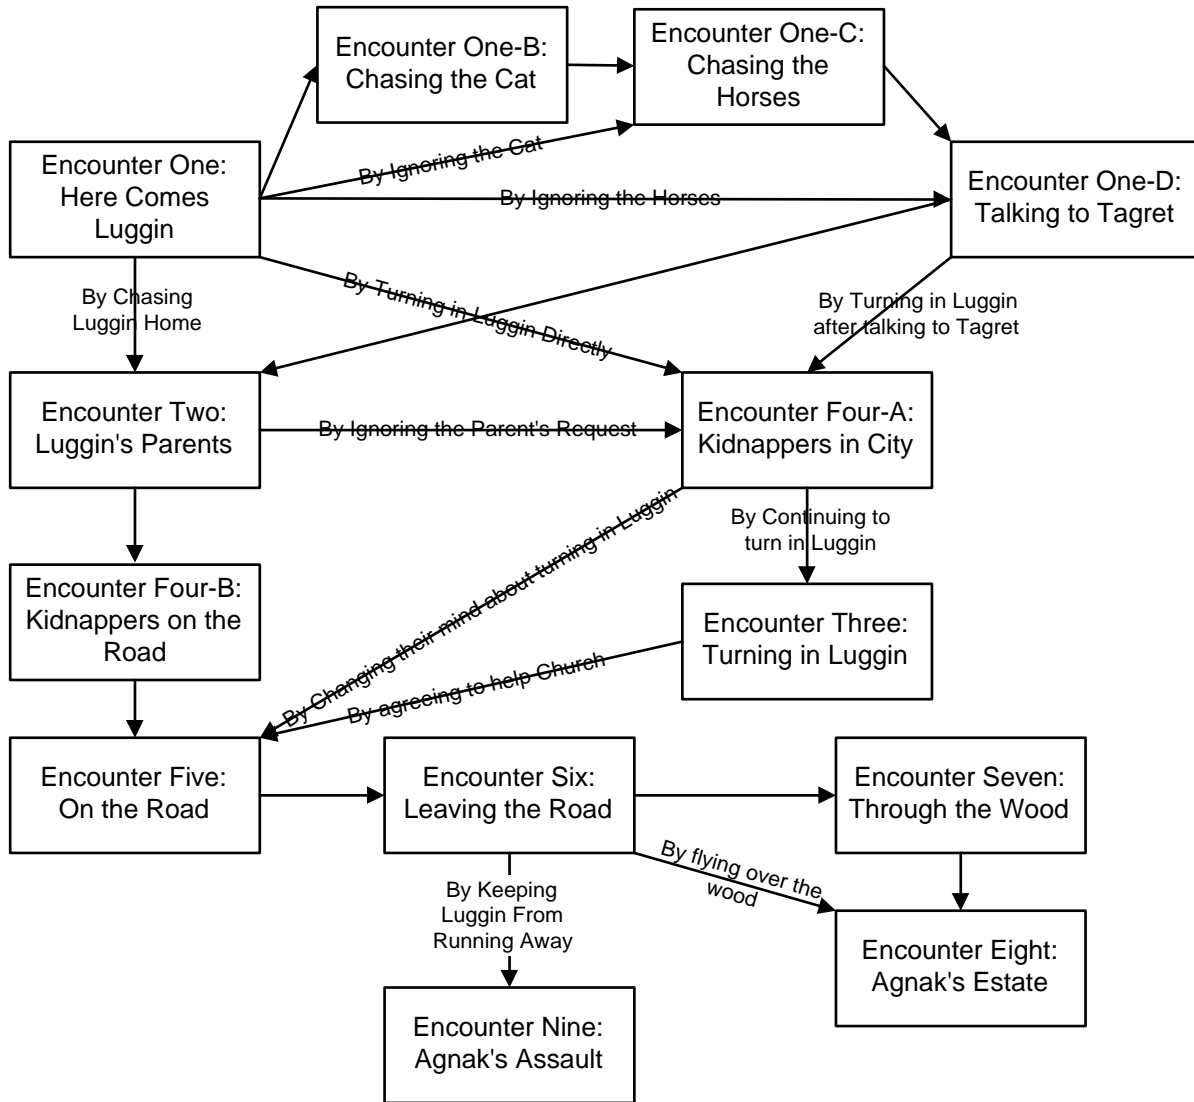 Encounter One-B:
Chasing the Cat
Encounter One-C:
Chasing the
Horses
By Ignoring the Cat
Encounter One:
Here Comes
Luggin
By Ignoring the Horses
Encounter One-D:
Talking to Tagret
By Chasing
Luggin Home
By Turning in Luggin Directly
By Turning in Luggin
after talking to Tagret
Encounter Two:
Luggin's Parents
By Ignoring the Parent's Request
Encounter Four-A:
Kidnappers in City
By Changing their mind about turning in Luggin
By Continuing to
turn in Luggin
Encounter Four-B:
Kidnappers on the
Road
Encounter Three:
Turning in Luggin
By agreeing to help Church
Encounter Five:
On the Road
Encounter Six:
Leaving the Road
Encounter Seven:
Through the Wood
By flying over the
wood
By Keeping
Luggin From
Running Away
Encounter Eight:
Agnak's Estate
Encounter Nine:
Agnak's Assault